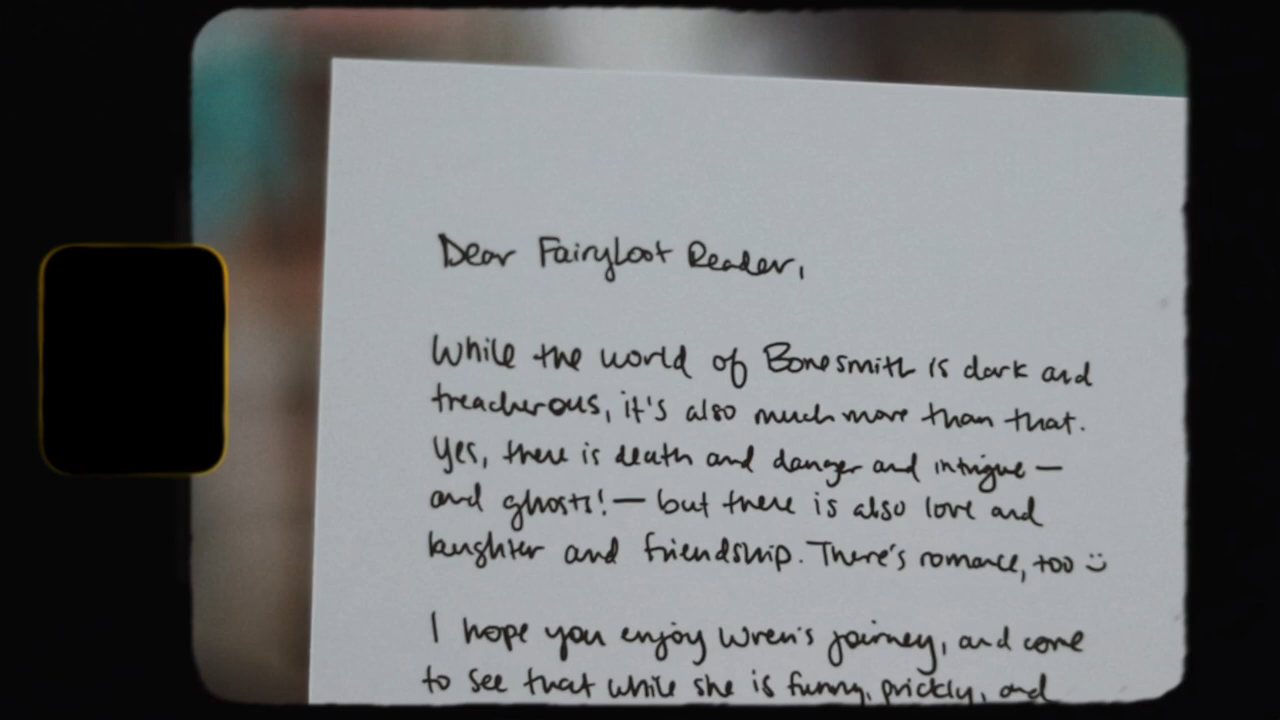 Dear Fairyloot Reader,
While the world of Bonesmith is dark and
treacherous, it's also much more than that.
Yes, there is death and danger and intrigue —
and ghosts! — but there is also love and
laughter and friendship. There's romance, too :)
I hope you enjoy Wren's journey, and come
to see that while she is funny, prickly, and